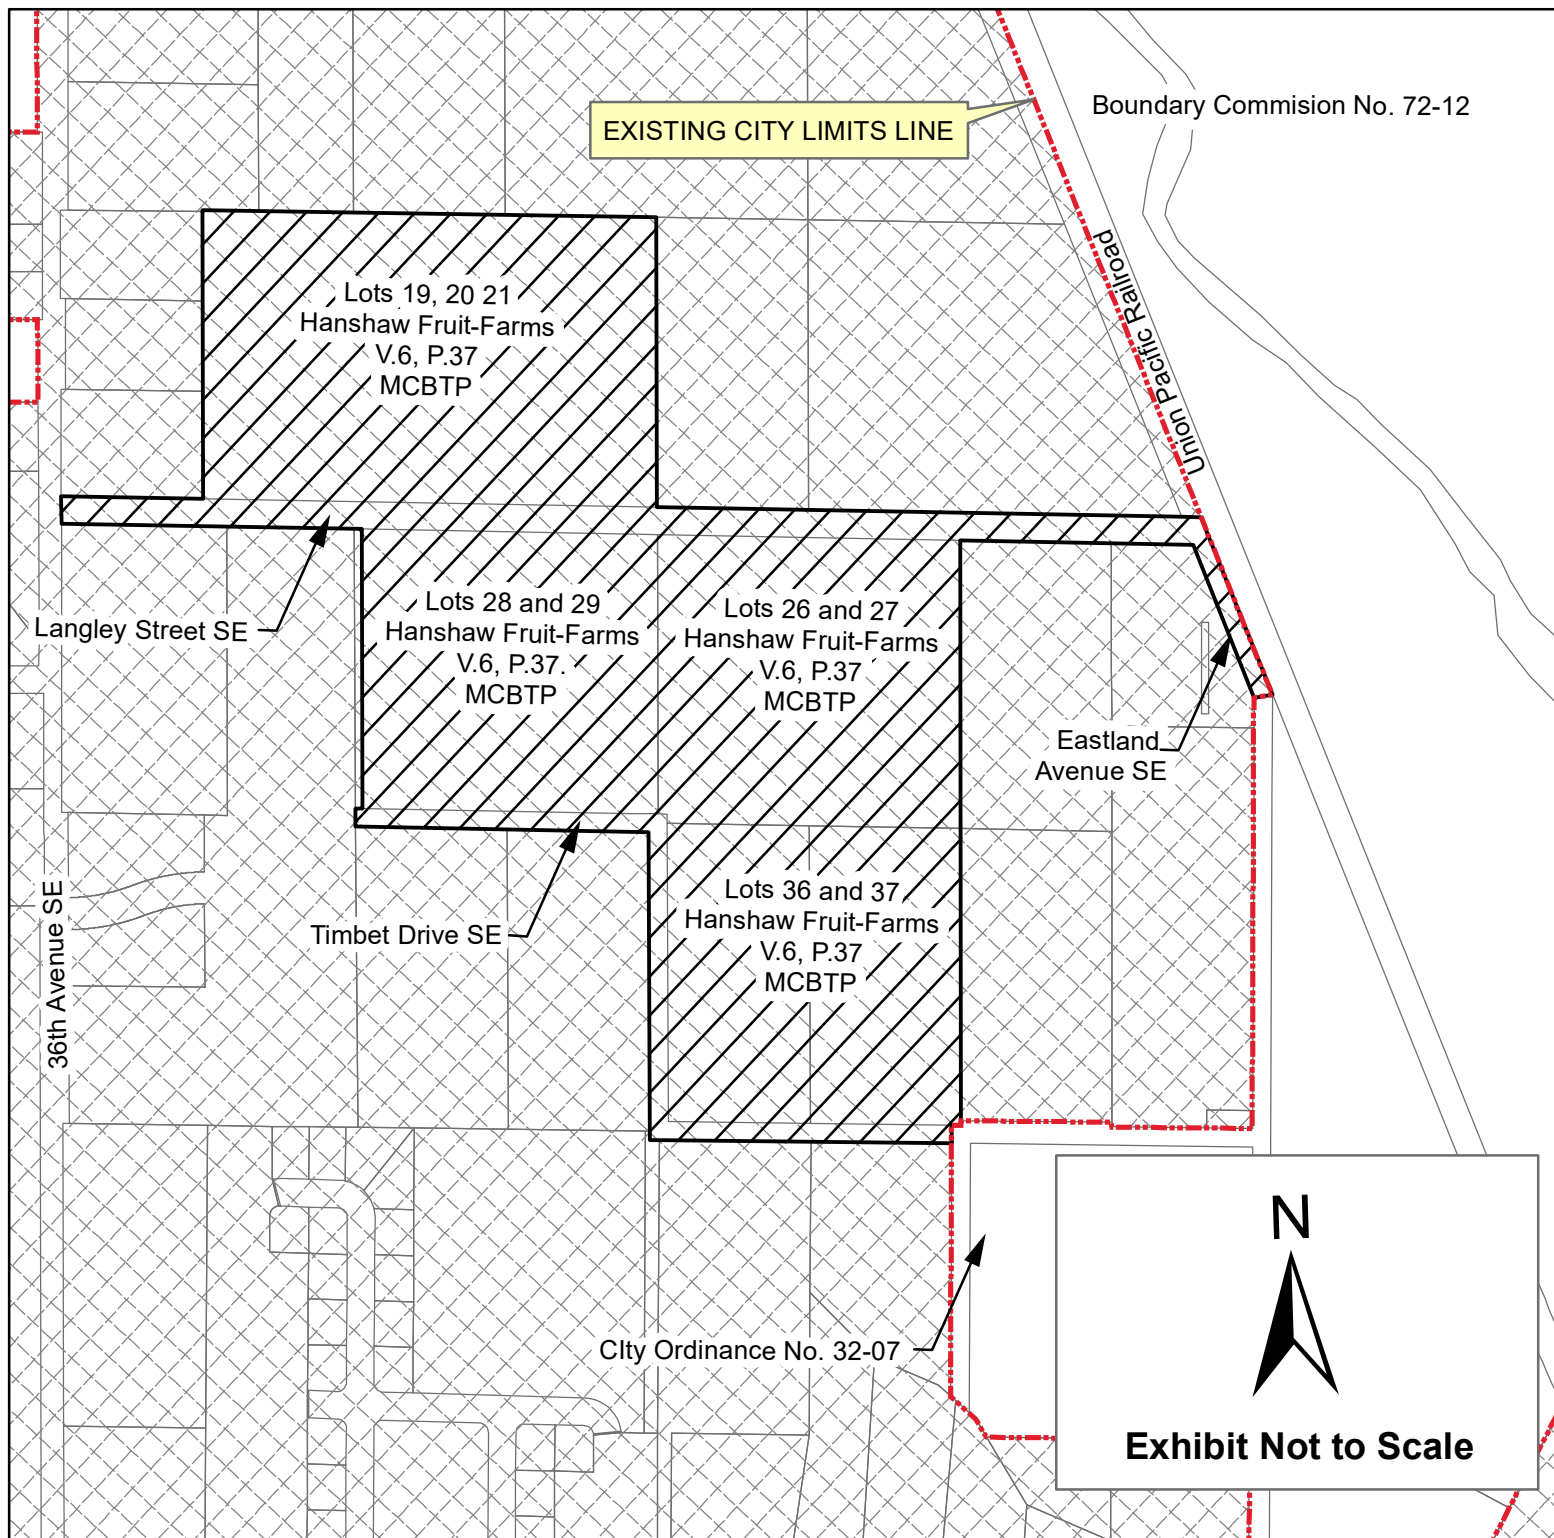 Boundary Commision No. 72-12
EXISTING CITY LIMITS LINE
Union Pacific Railroad
Lots 19, 20 21
Hanshaw Fruit-Farms
V.6, P.37
MCBTP
Langley Street SE
Lots 28 and 29
Hanshaw Fruit-Farms
V.6, P.37.
MCBTP
Lots 26 and 27
Hanshaw Fruit-Farms
V.6, P.37
MCBTP
Eastland
Avenue SE
36th Avenue SE
Timbet Drive SE
Lots 36 and 37
Hanshaw Fruit-Farms
V.6, P.37
MCBTP
CIty Ordinance No. 32-07
N
Exhibit Not to Scale